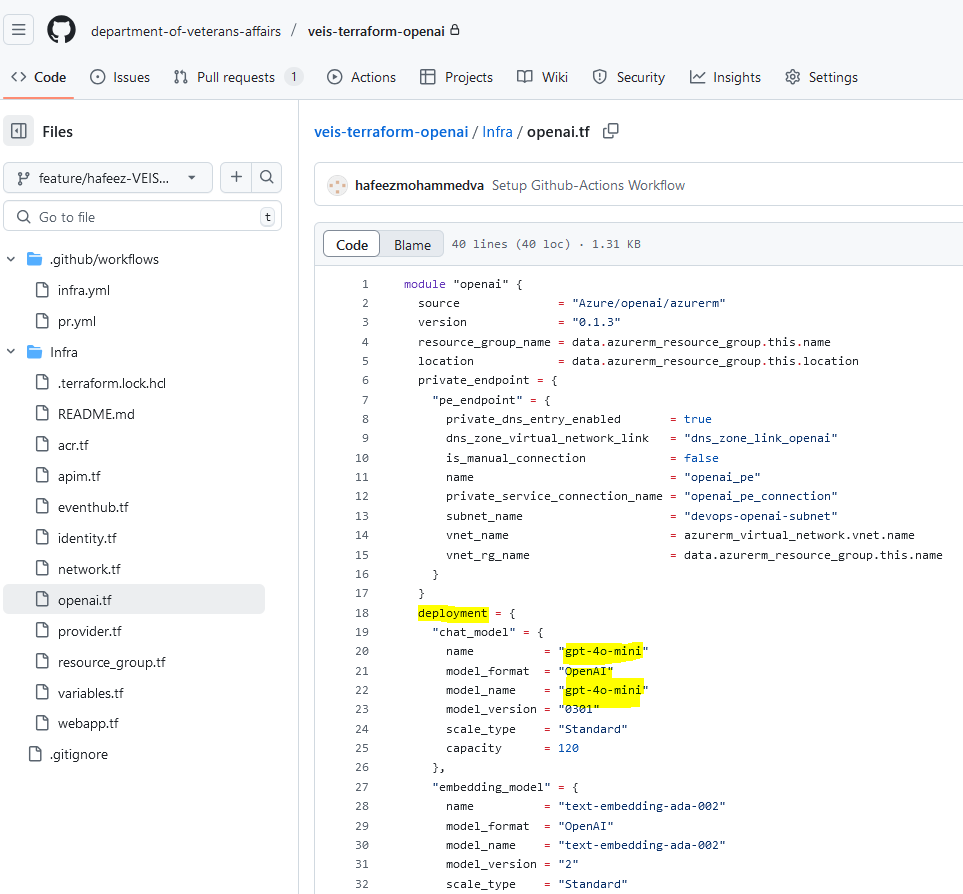 department-of-veterans-affairs / veis-terraform-openai
Code Issues Pull requests 1 Actions Projects Wiki Security Insights Settings
Files
feature/hafeez-VEIS...
Go to file t
.github/workflows
infra.yml
pr.yml
Infra
.terraform.lock.hcl
README.md
acr.tf
apim.tf
eventhub.tf
identity.tf
network.tf
openai.tf
provider.tf
resource_group.tf
variables.tf
webapp.tf
.gitignore
veis-terraform-openai / Infra / openai.tf
hafeezmohammedva Setup Github-Actions Workflow
Code Blame 40 lines (40 loc) · 1.31 KB
1 module "openai" {
2 source = "Azure/openai/azurerm"
3 version = "0.1.3"
4 resource_group_name = data.azurerm_resource_group.this.name
5 location = data.azurerm_resource_group.this.location
6 private_endpoint = {
7 "pe_endpoint" = {
8 private_dns_entry_enabled = true
9 dns_zone_virtual_network_link = "dns_zone_link_openai"
10 is_manual_connection = false
11 name = "openai_pe"
12 private_service_connection_name = "openai_pe_connection"
13 subnet_name = "devops-openai-subnet"
14 vnet_name = azurerm_virtual_network.vnet.name
15 vnet_rg_name = data.azurerm_resource_group.this.name
16 }
17 }
18 deployment = {
19 "chat_model" = {
20 name = "gpt-4o-mini"
21 model_format = "OpenAI"
22 model_name = "gpt-4o-mini"
23 model_version = "0301"
24 scale_type = "Standard"
25 capacity = 120
26 },
27 "embedding_model" = {
28 name = "text-embedding-ada-002"
29 model_format = "OpenAI"
30 model_name = "text-embedding-ada-002"
31 model_version = "2"
32 scale_type = "Standard"